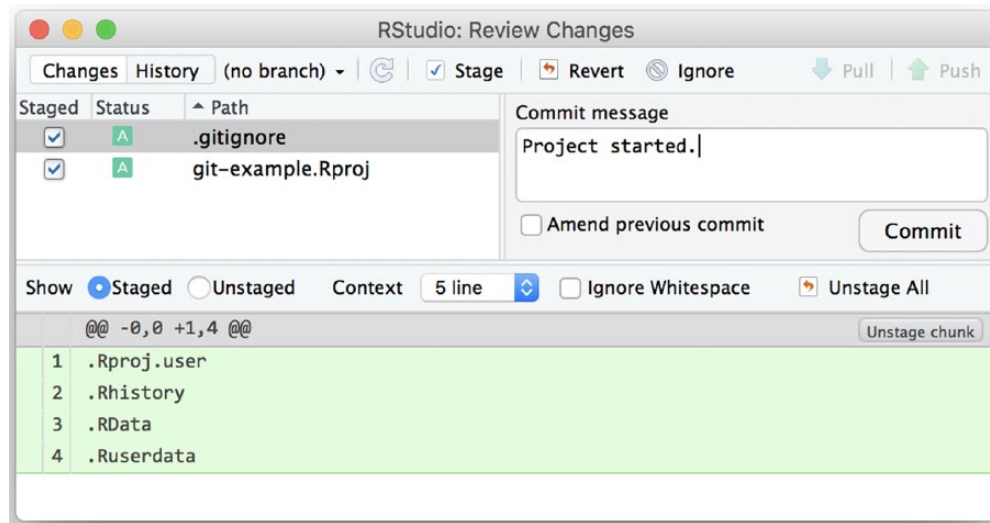 RStudio: Review Changes
Changes History (no branch) Stage Revert Ignore Pull Push
Staged Status Path
A .gitignore
A git-example.Rproj
Commit message
Project started.
Amend previous commit Commit
Show Staged Unstaged Context 5 line Ignore Whitespace Unstage All
@@ -0,0 +1,4 @@ Unstage chunk
1 .Rproj.user
2 .Rhistory
3 .RData
4 .Ruserdata